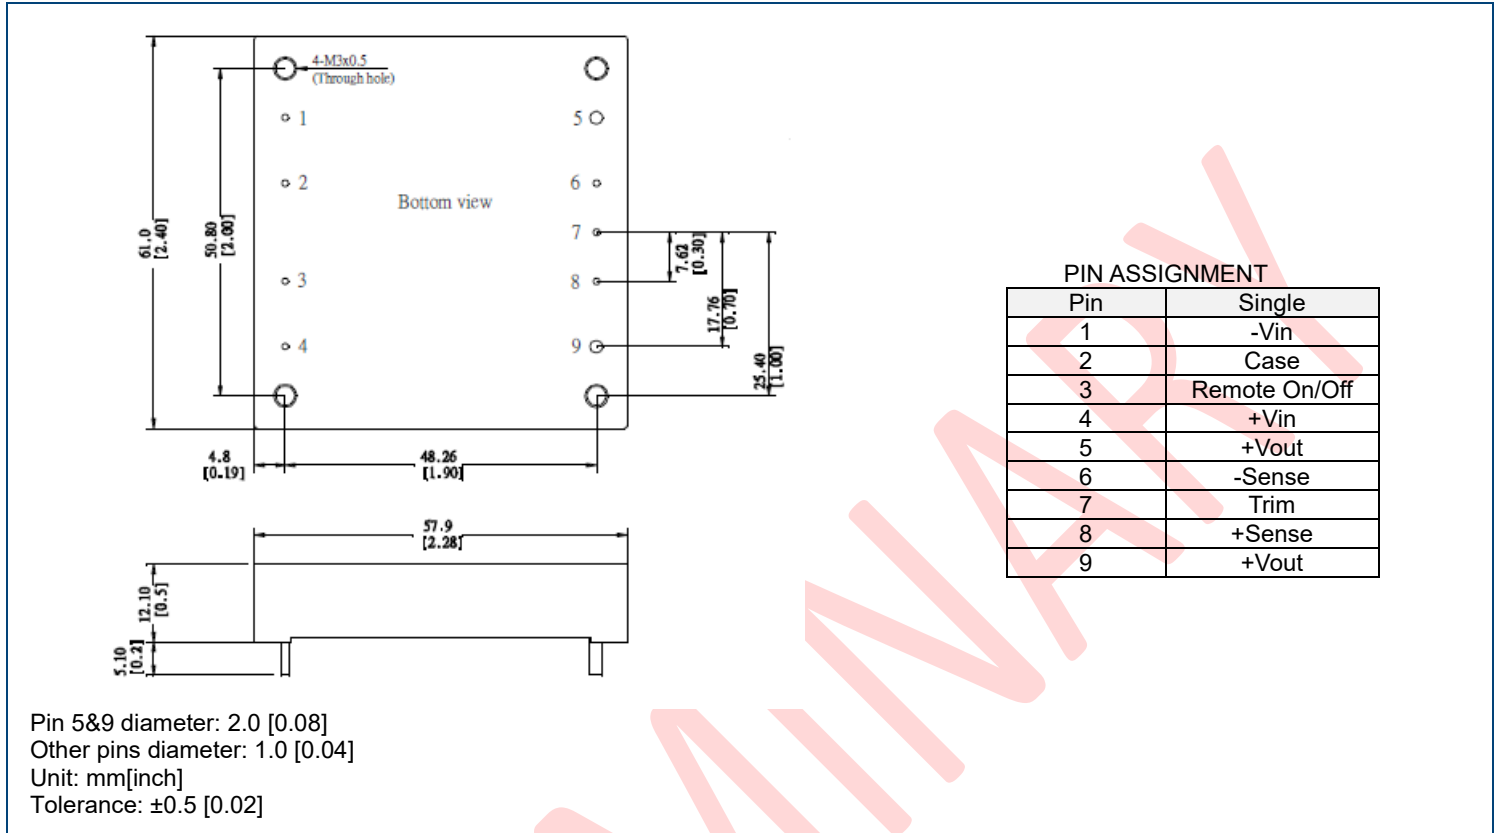 4-M3x0.5
(Through hole)
1
5
2
6
Bottom view
7
3
8
4
9
61.0
[2.40]
50.80
[2.00]
7.62
[0.30]
17.76
[0.70]
25.40
[1.00]
4.8
[0.19]
48.26
[1.90]
57.9
[2.28]
12.10
[0.5]
5.10
[0.2]
PIN ASSIGNMENT
Pin Single
1 -Vin
2 Case
3 Remote On/Off
4 +Vin
5 +Vout
6 -Sense
7 Trim
8 +Sense
9 +Vout
Pin 5&9 diameter: 2.0 [0.08]
Other pins diameter: 1.0 [0.04]
Unit: mm[inch]
Tolerance: ±0.5 [0.02]
MINARY